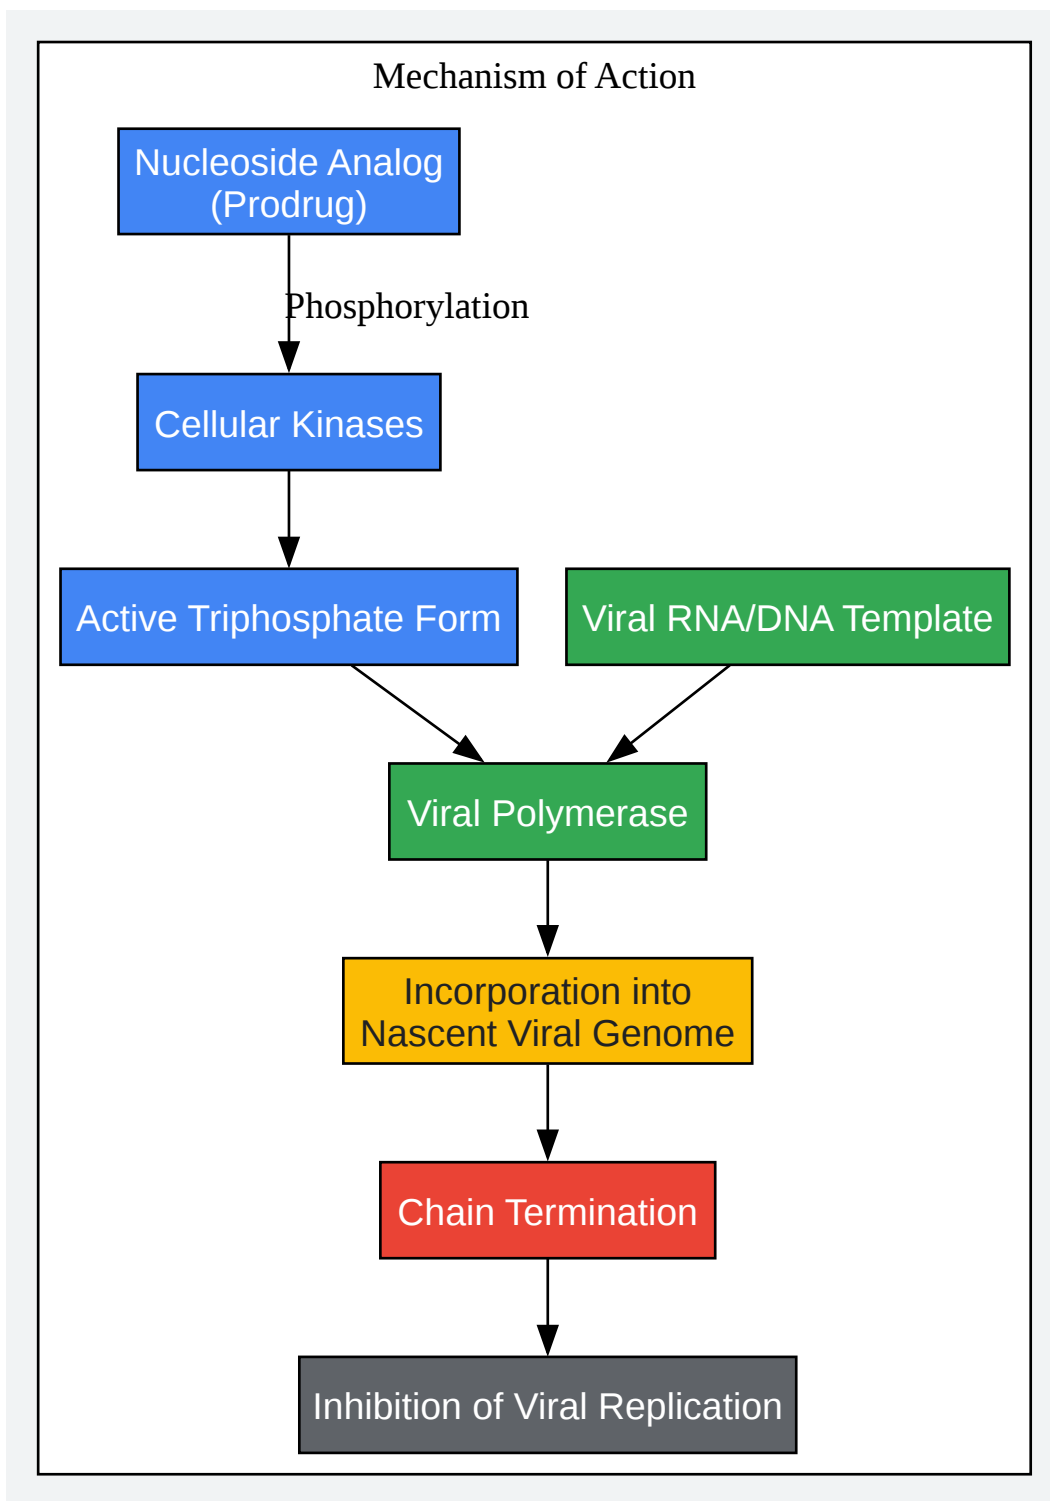 Mechanism of Action
Nucleoside Analog
(Prodrug)
Phosphorylation
Cellular Kinases
Active Triphosphate Form
Viral RNA/DNA Template
Viral Polymerase
Incorporation into
Nascent Viral Genome
Chain Termination
Inhibition of Viral Replication